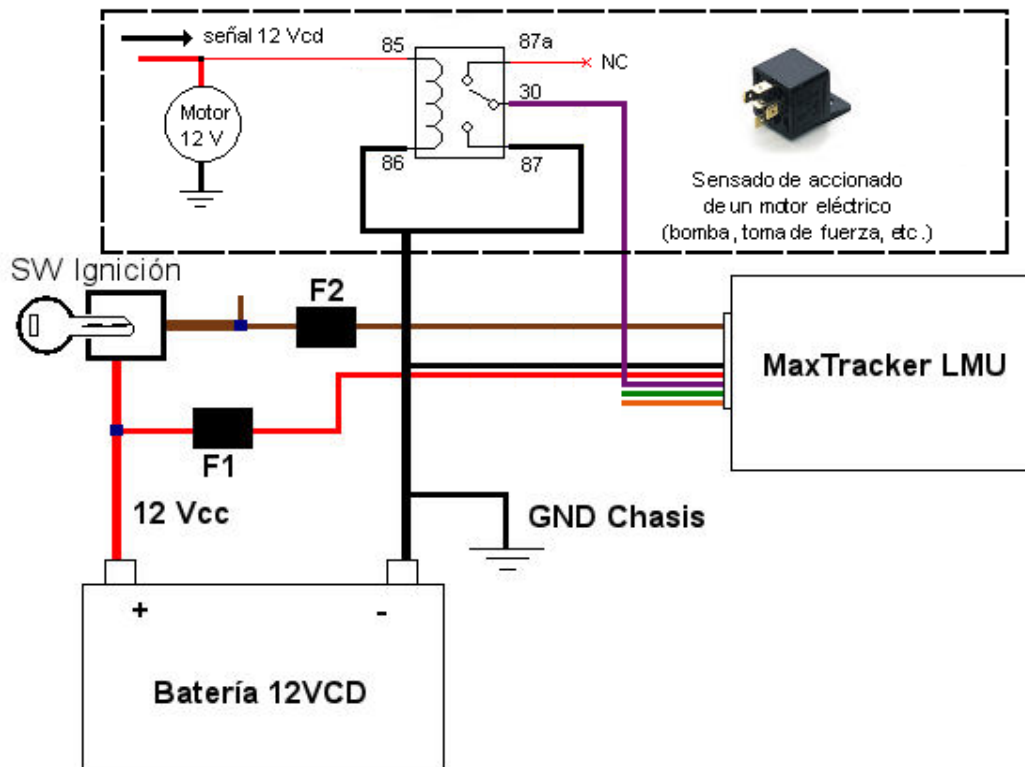 señal 12 Vcd
85
87a
NC
30
Motor
12 V
86
87
Sensado de accionado
de un motor eléctrico
(bomba, toma de fuerza, etc.)
SW Ignición
F2
MaxTracker LMU
F1
12 Vcc
GND Chasis
+
-
Batería 12VCD